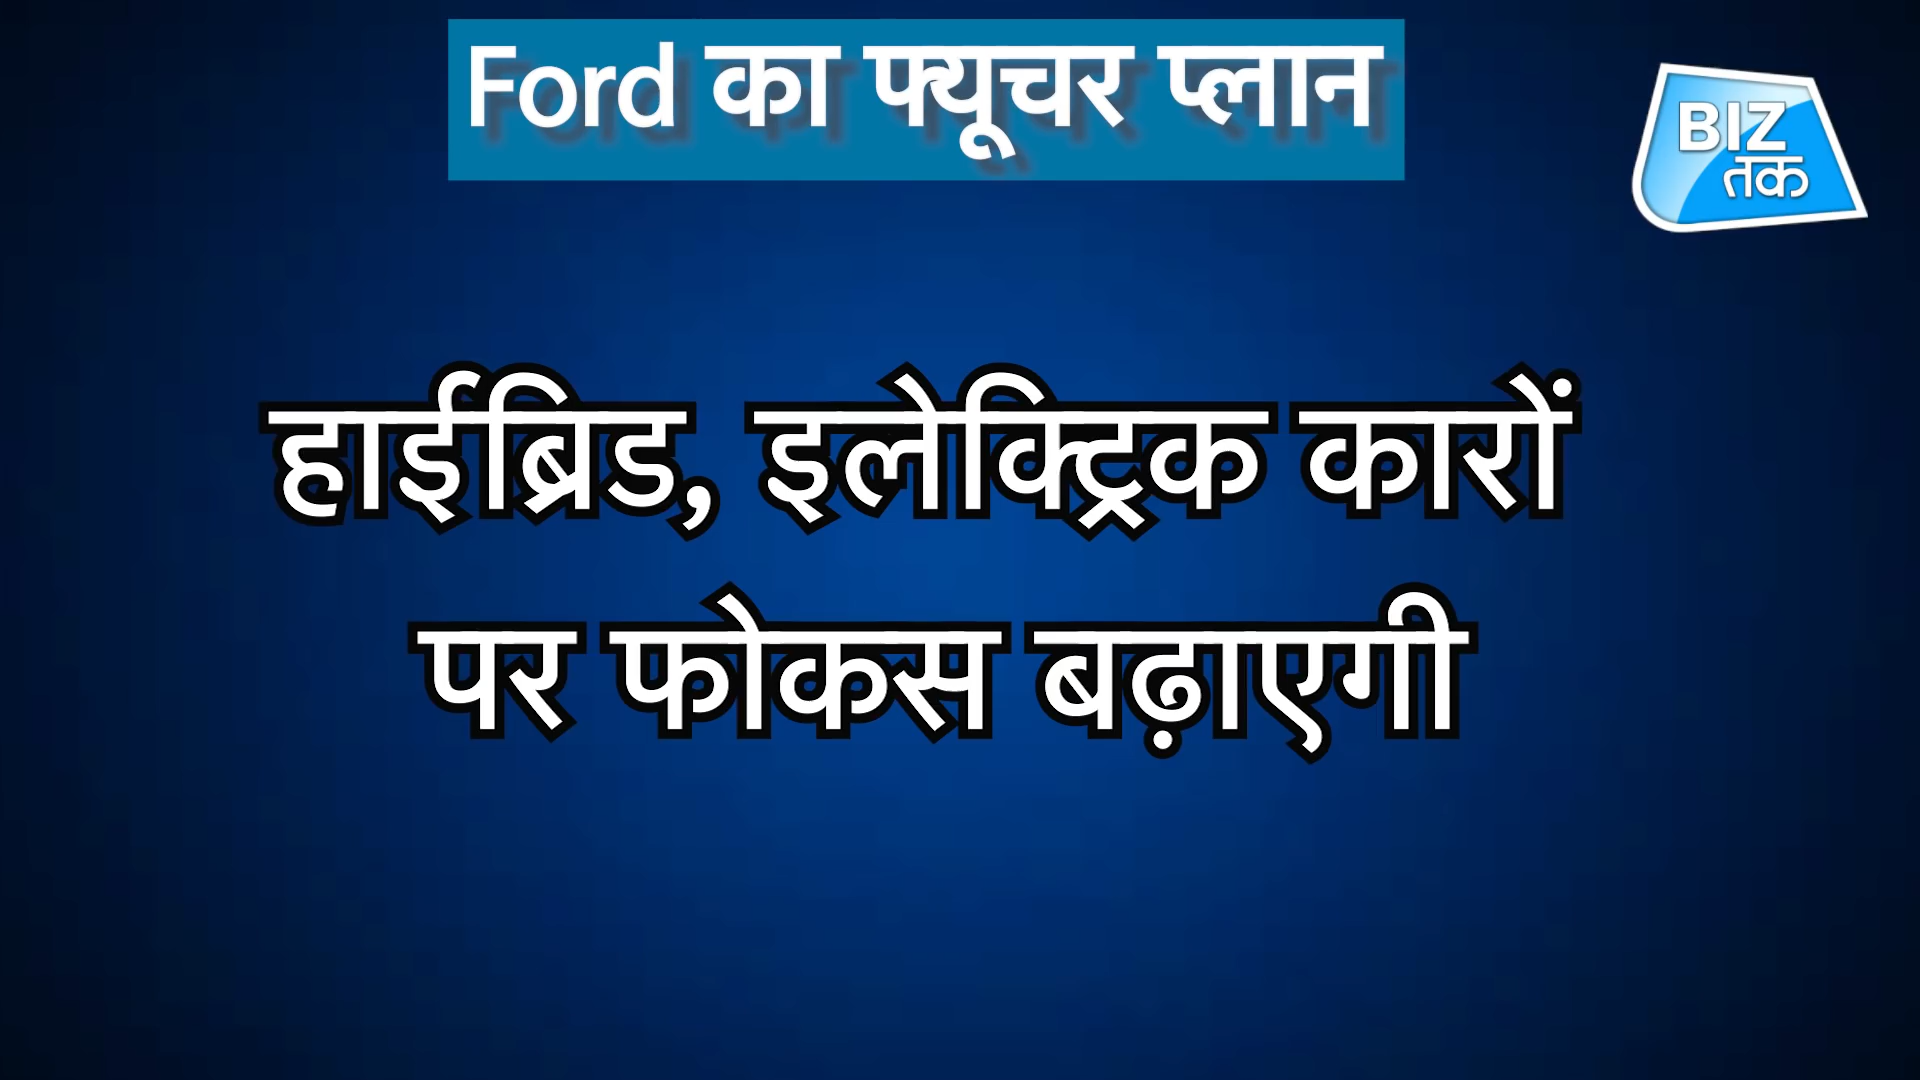 Ford का फ्यूचर प्लान
BIZ
तक
हाईब्रिड, इलेक्ट्रिक कारों
पर फोकस बढ़ाएगी